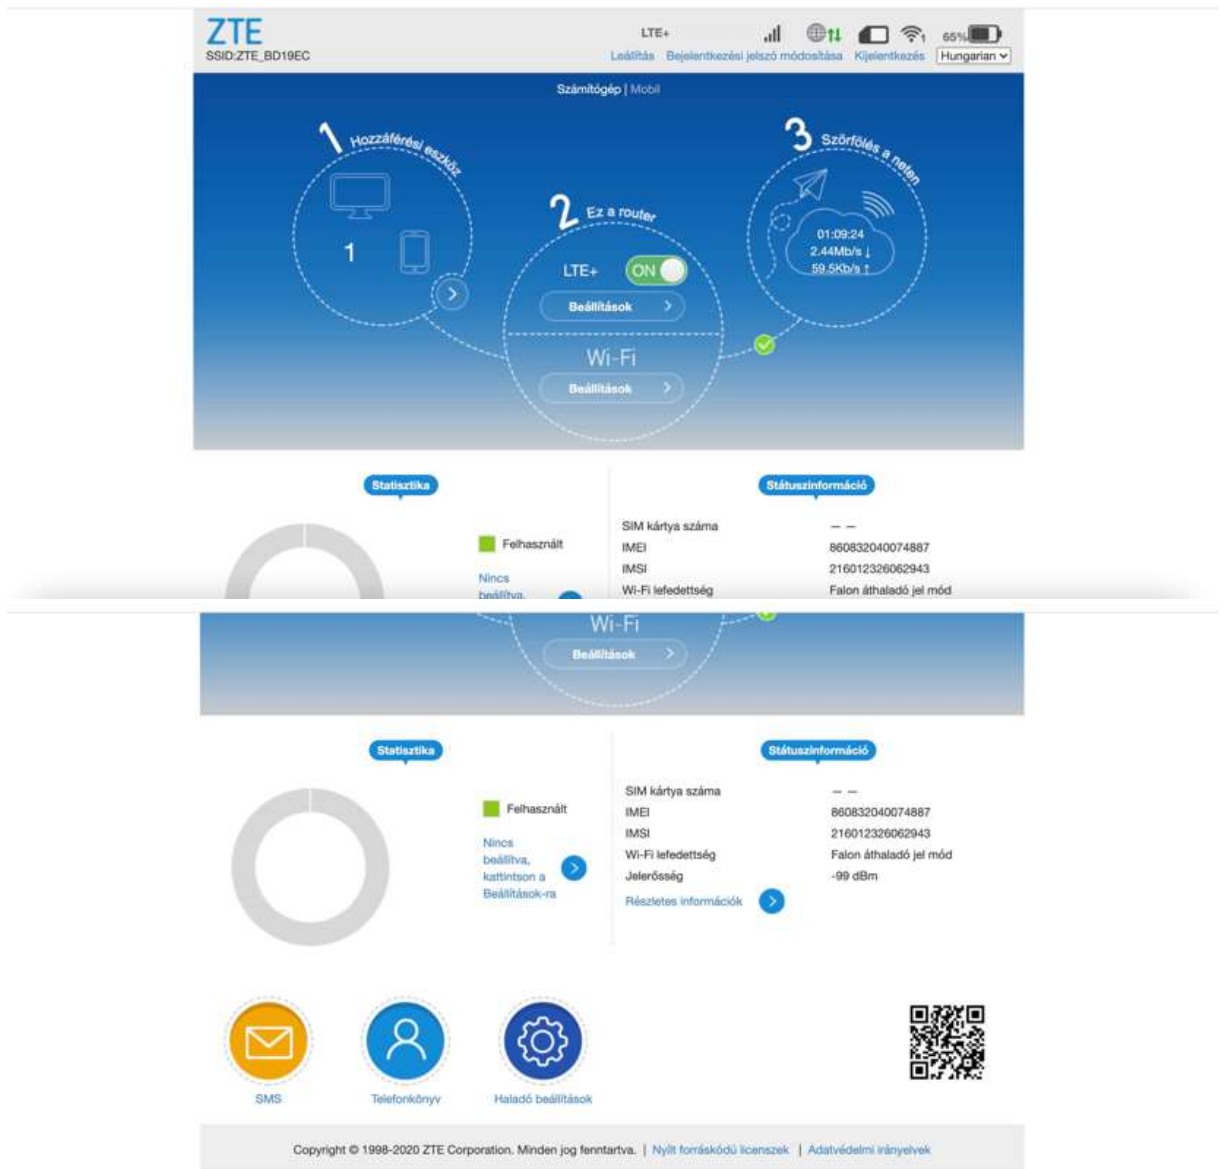 ZTE
SSID:ZTE_BD19EC
LTE+
1
65%
Leállítás Bejelentkezési jelszó módosítása Kijelentkezés Hungarian
Számítógép | Mobil
1 Hozzáférési eszköz
1
2 Ez a router
LTE+ ON
Beállítások
Wi-Fi
Beállítások
3 Szörfölés a neten
01:09:24
2.44Mb/s ↓
59.5Kb/s ↑
Statisztika
Felhasznált
Nincs
beállítva,
Státuszinformáció
SIM kártya száma — —
IMEI 860832040074887
IMSI 216012326062943
Wi-Fi lefedettség Falon áthaladó jel mód
Wi-Fi
Beállítások
Statisztika
Felhasznált
Nincs
beállítva,
kattintson a
Beállítások-ra
Státuszinformáció
SIM kártya száma — —
IMEI 860832040074887
IMSI 216012326062943
Wi-Fi lefedettség Falon áthaladó jel mód
Jelerősség -99 dBm
Részletes információk
SMS
Telefonkönyv
Haladó beállítások
Copyright © 1998-2020 ZTE Corporation. Minden jog fenntartva. | Nyílt forráskódú licenszek | Adatvédelmi irányelvek